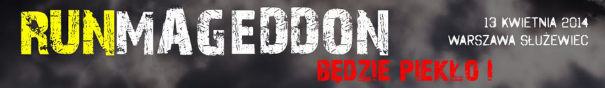 RUNMAGEDDON
BĘDZIE PIEKŁO !
13 KWIETNIA 2014
WARSZAWA SŁUŻEWIEC